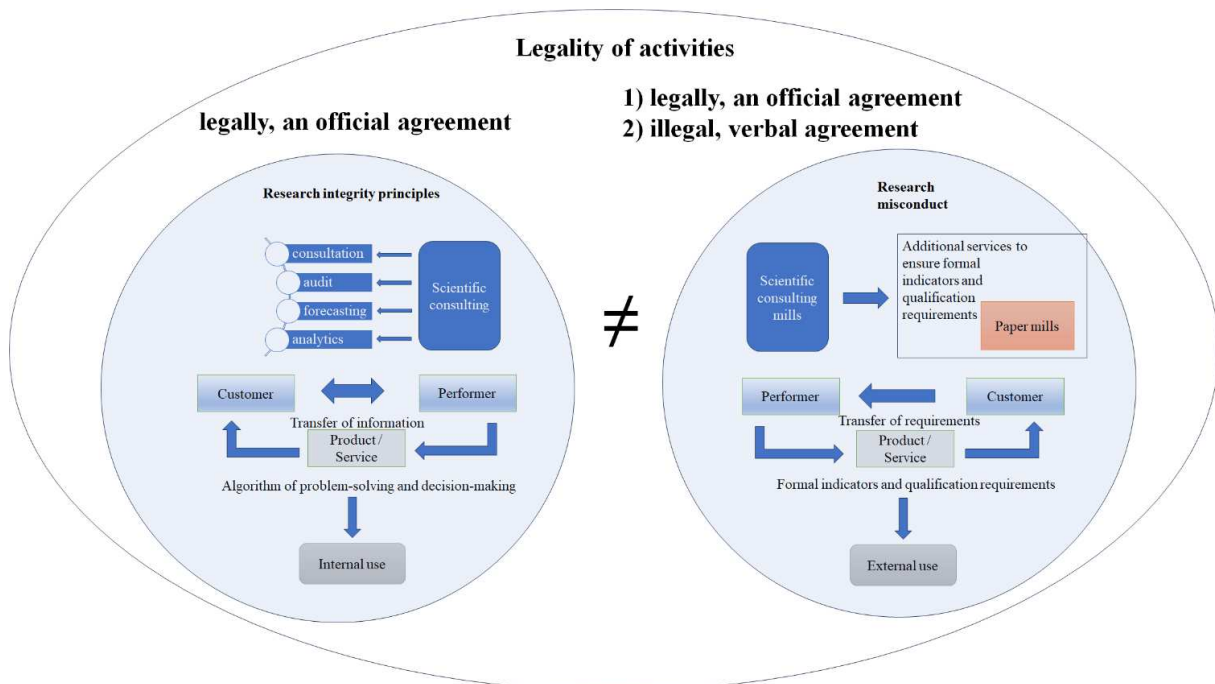 Legality of activities
legally, an official agreement
1) legally, an official agreement
2) illegal, verbal agreement
Research integrity principles
consultation
audit
forecasting
analytics
Scientific
consulting
Customer
Performer
Transfer of information
Product /
Service
Algorithm of problem-solving and decision-making
Internal use
≠
Research
misconduct
Scientific
consulting
mills
Additional services to
ensure formal
indicators and
qualification
requirements
Paper mills
Performer
Customer
Transfer of requirements
Product /
Service
Formal indicators and qualification requirements
External use